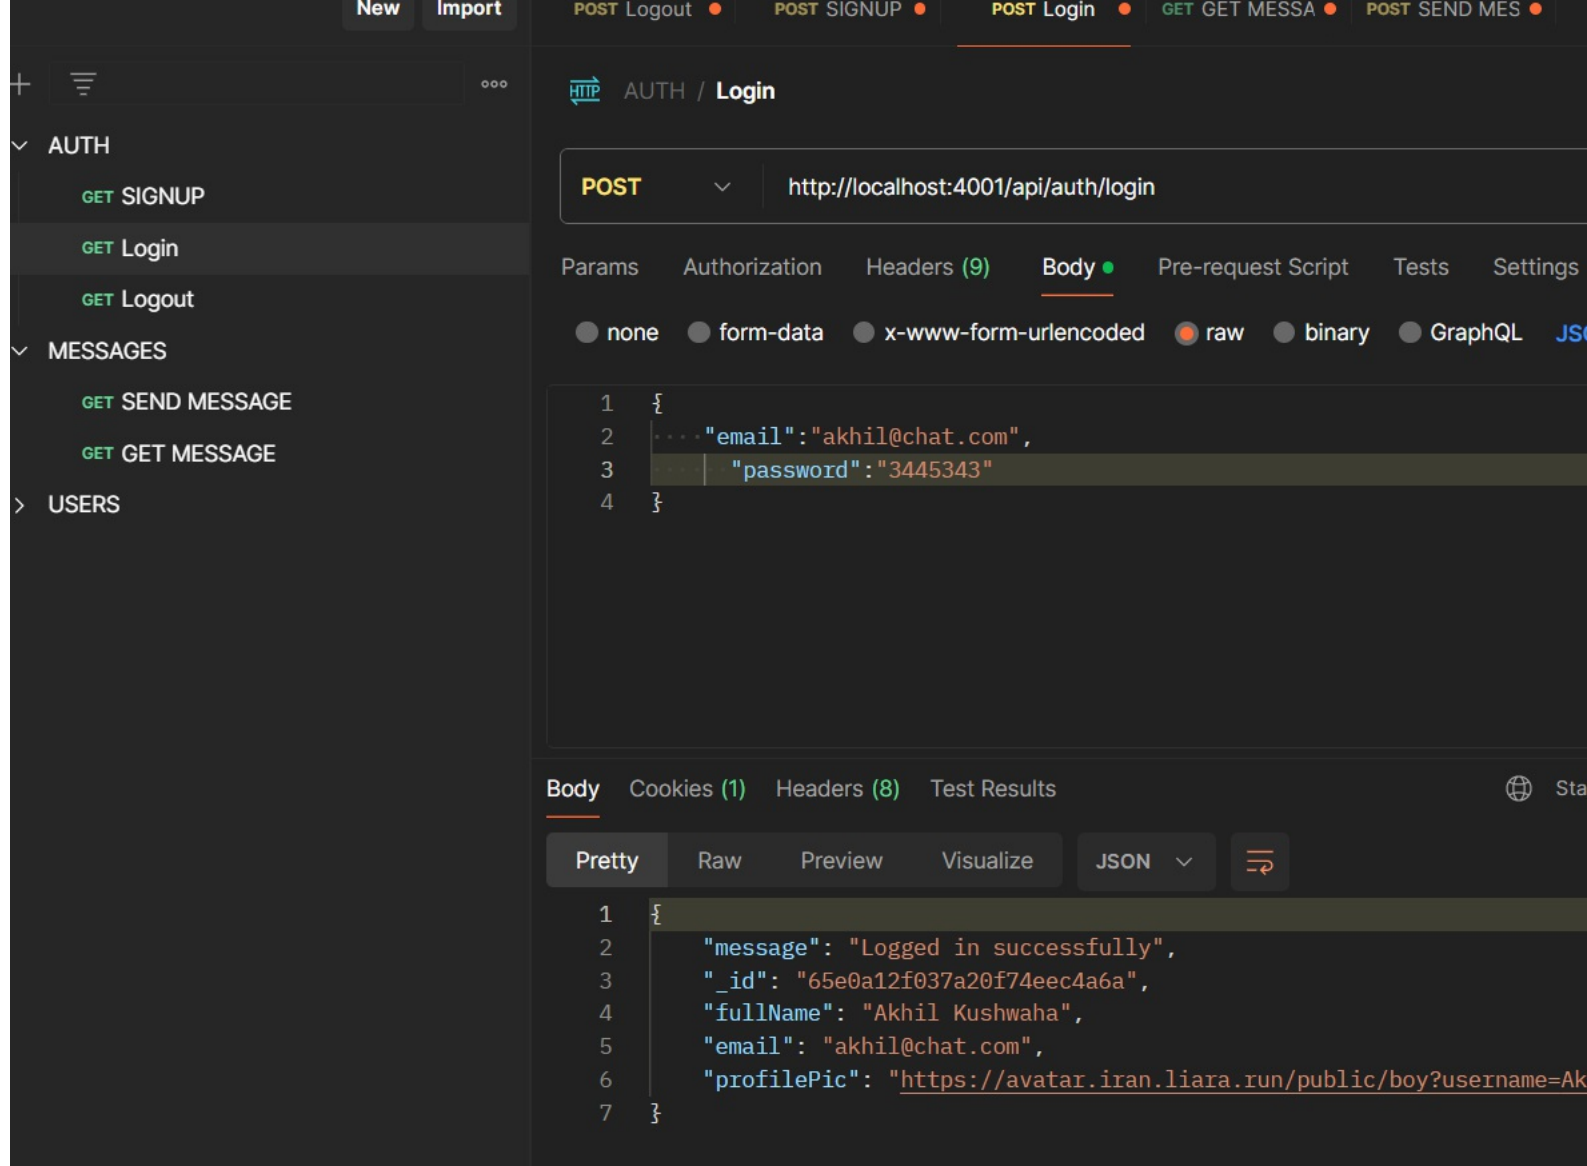 New Import
POST Logout POST SIGNUP POST Login GET GET MESSA POST SEND MES
HTTP AUTH / Login
AUTH
GET SIGNUP
GET Login
GET Logout
MESSAGES
GET SEND MESSAGE
GET GET MESSAGE
USERS
POST http://localhost:4001/api/auth/login
Params Authorization Headers (9) Body Pre-request Script Tests Settings
none form-data x-www-form-urlencoded raw binary GraphQL JSO
1 {
2 "email":"akhil@chat.com",
3 "password":"3445343"
4 }
Body Cookies (1) Headers (8) Test Results Sta
Pretty Raw Preview Visualize JSON
1 {
2 "message": "Logged in successfully",
3 "_id": "65e0a12f037a20f74eec4a6a",
4 "fullName": "Akhil Kushwaha",
5 "email": "akhil@chat.com",
6 "profilePic": "https://avatar.iran.liara.run/public/boy?username=Ak
7 }